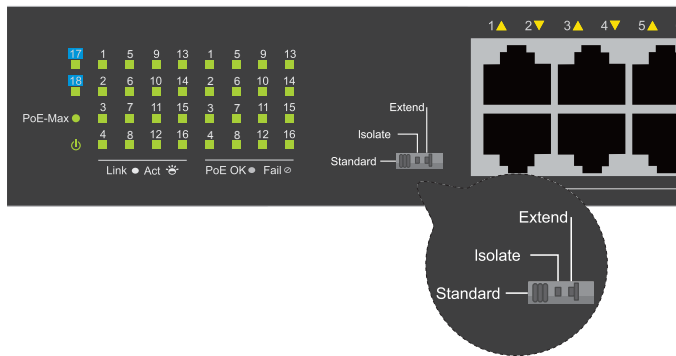 1 2 3 4 5
17 1 5 9 13 1 5 9 13
18 2 6 10 14 2 6 10 14
PoE-Max 3 7 11 15 3 7 11 15
4 8 12 16 4 8 12 16
Link Act PoE OK Fail
Extend
Isolate
Standard
Extend
Isolate
Standard